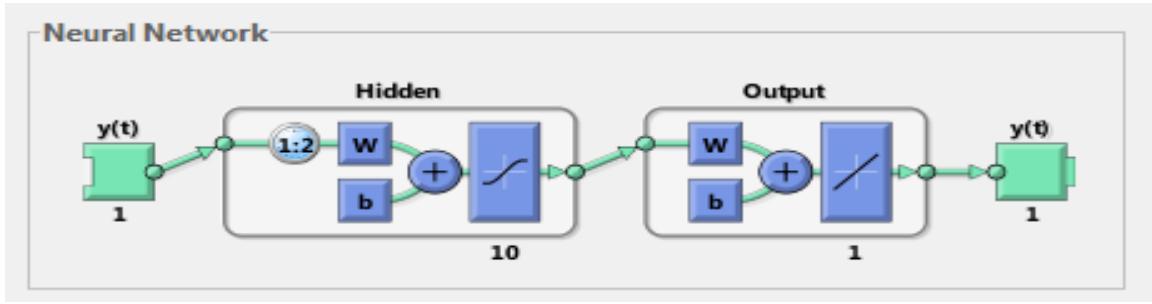 Neural Network
Hidden
Output
y(t)
1:2
W
b
+
W
b
+
y(t)
1
10
1
1